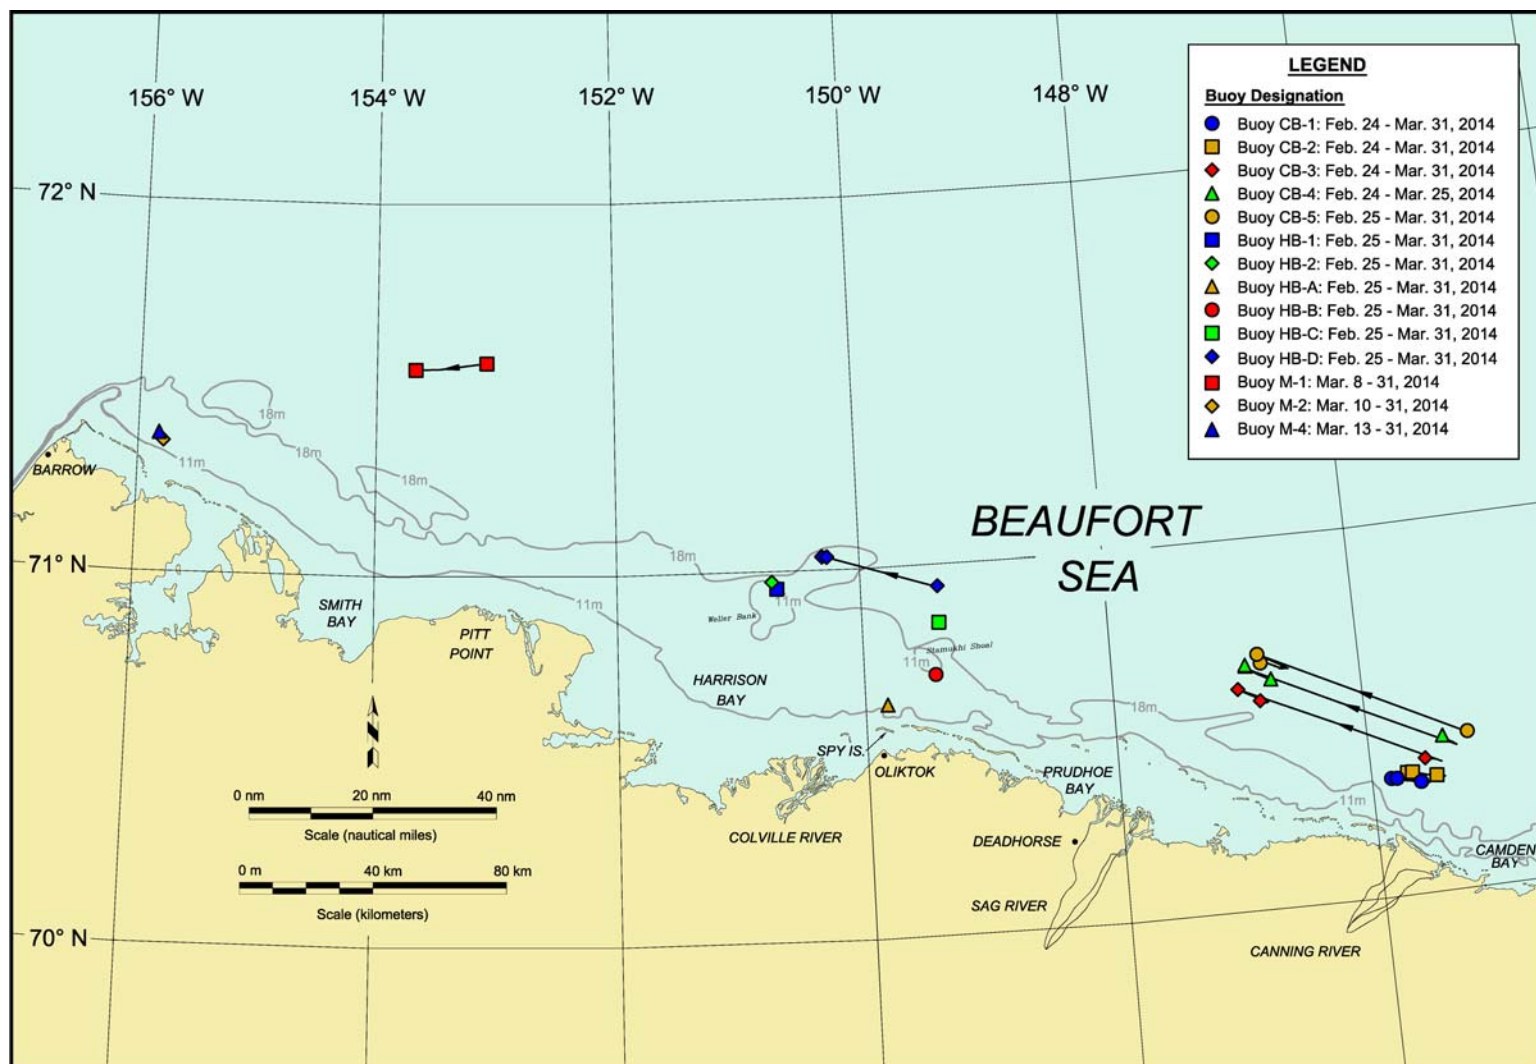 LEGEND
Buoy Designation
Buoy CB-1: Feb. 24 - Mar. 31, 2014
Buoy CB-2: Feb. 24 - Mar. 31, 2014
Buoy CB-3: Feb. 24 - Mar. 31, 2014
Buoy CB-4: Feb. 24 - Mar. 25, 2014
Buoy CB-5: Feb. 25 - Mar. 31, 2014
Buoy HB-1: Feb. 25 - Mar. 31, 2014
Buoy HB-2: Feb. 25 - Mar. 31, 2014
Buoy HB-A: Feb. 25 - Mar. 31, 2014
Buoy HB-B: Feb. 25 - Mar. 31, 2014
Buoy HB-C: Feb. 25 - Mar. 31, 2014
Buoy HB-D: Feb. 25 - Mar. 31, 2014
Buoy M-1: Mar. 8 - 31, 2014
Buoy M-2: Mar. 10 - 31, 2014
Buoy M-4: Mar. 13 - 31, 2014
156° W 154° W 152° W 150° W 148° W
72° N
18m
BARROW
11m
18m
18m
BEAUFORT
SEA
71° N
18m
11m
11m
Weller Bank
SMITH
BAY
PITT
POINT
Stamukhi Shoal
11m
HARRISON
BAY
18m
SPY IS.
OLIKTOK
PRUDHOE
BAY
11m
0 nm 20 nm 40 nm
Scale (nautical miles)
COLVILLE RIVER
DEADHORSE
CAMDEN
BAY
0 m 40 km 80 km
Scale (kilometers)
SAG RIVER
70° N
CANNING RIVER